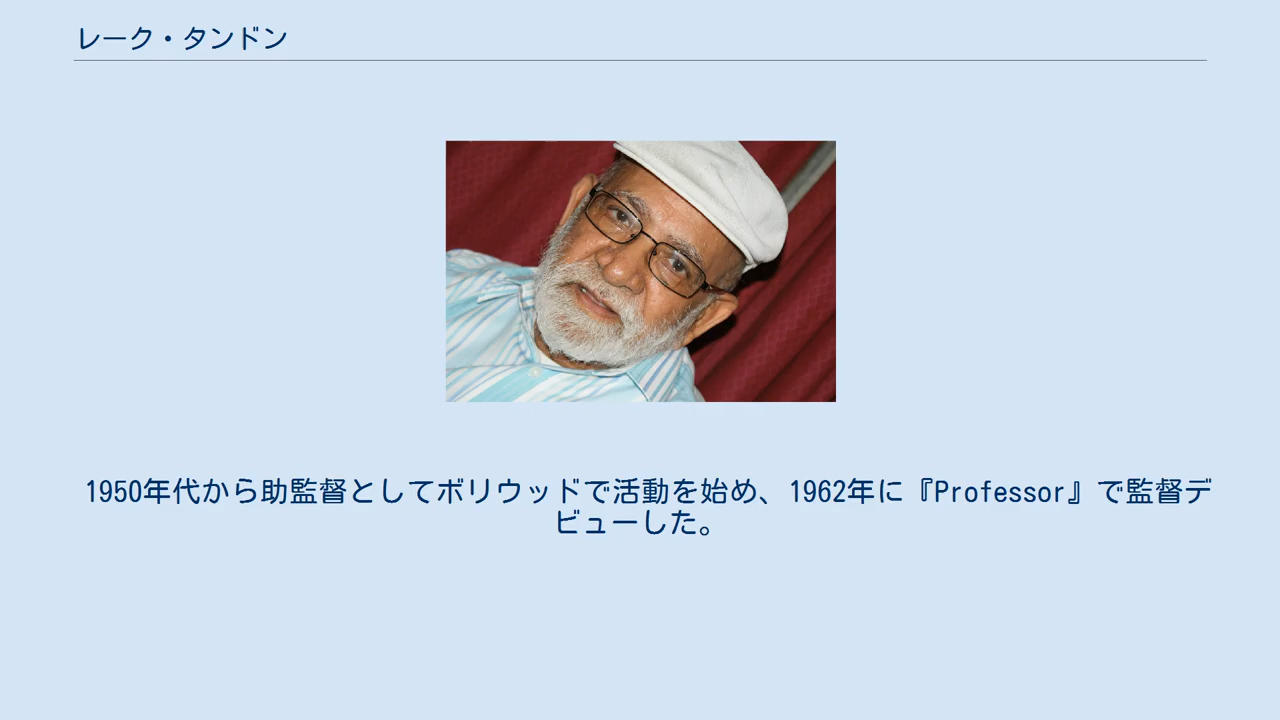 レーク・タンドン
1950年代から助監督としてボリウッドで活動を始め、1962年に『Professor』で監督デ
ビューした。